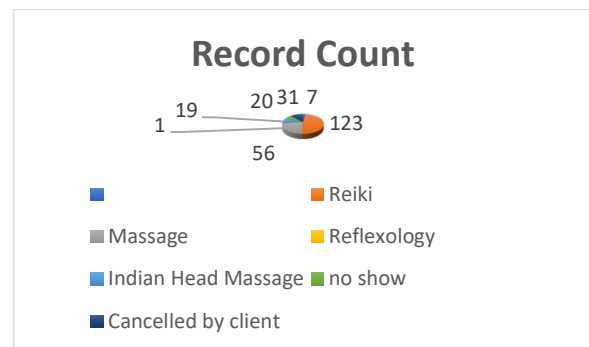 Record Count
20 31 7
19
1
123
56
Reiki
Massage Reflexology
Indian Head Massage no show
Cancelled by client